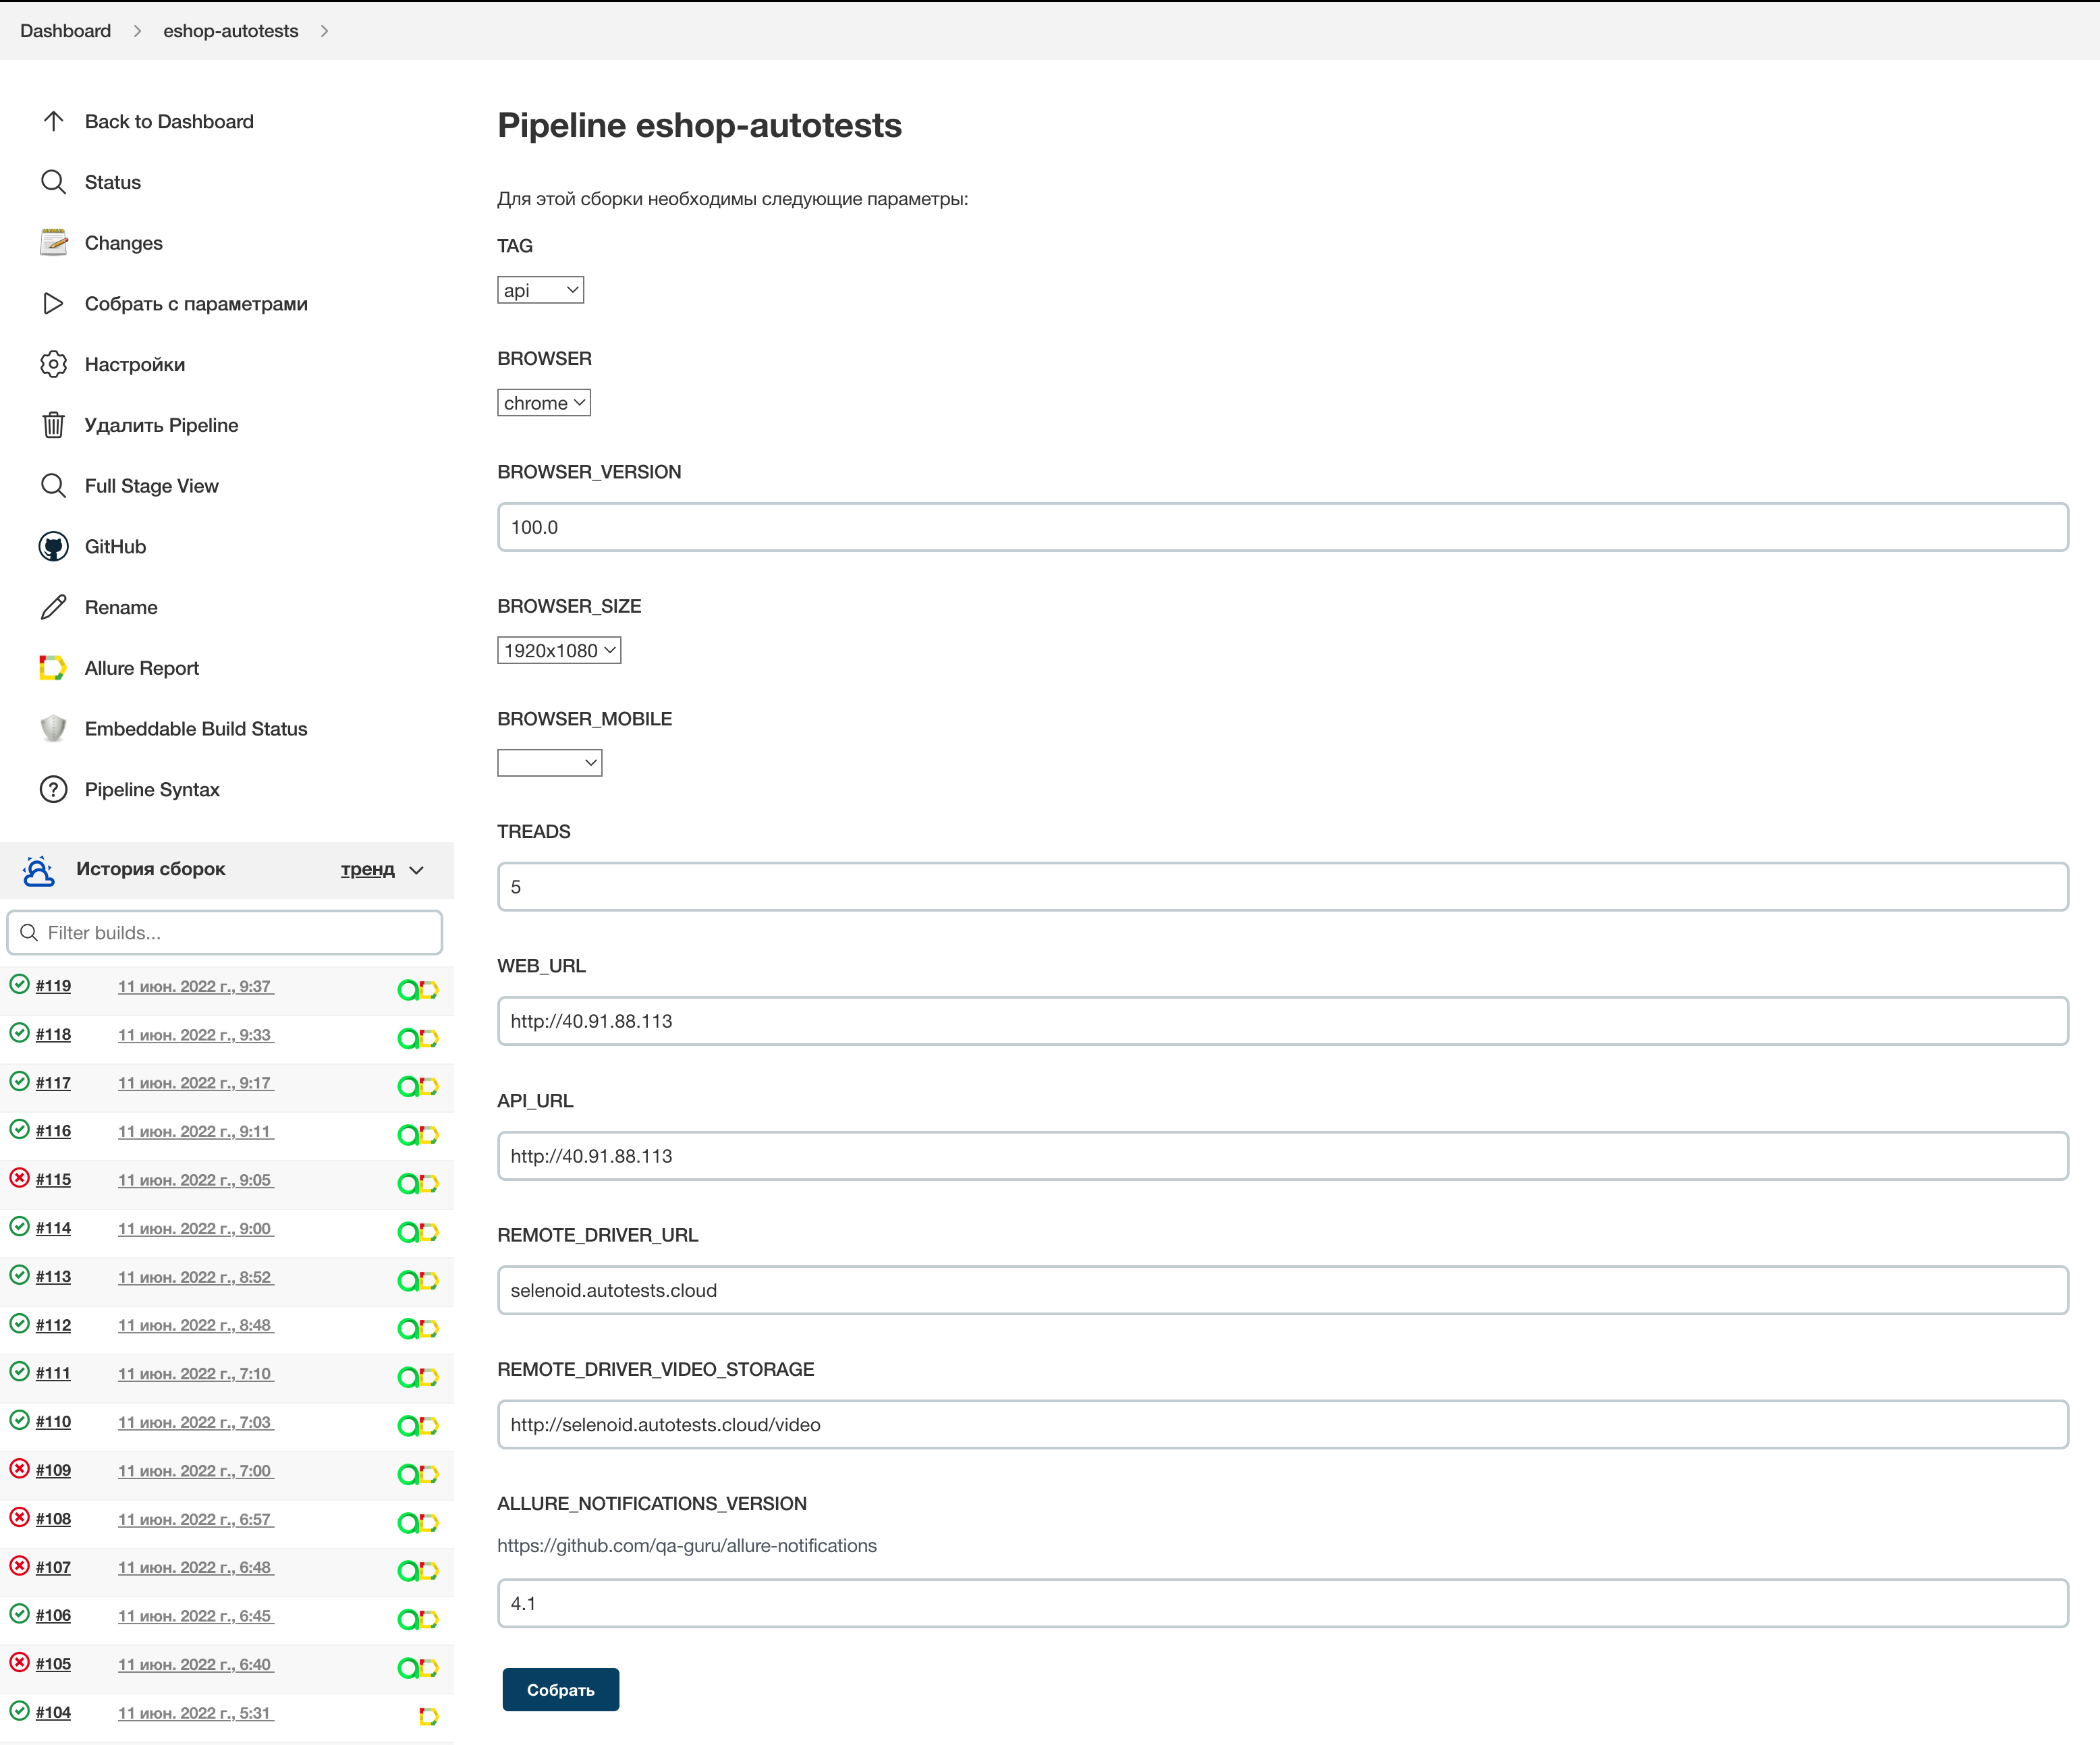 Dashboard
eshop-autotests
Back to Dashboard
Status
Changes
Собрать с параметрами
Настройки
Удалить Pipeline
Full Stage View
GitHub
Rename
Allure Report
Embeddable Build Status
Pipeline Syntax
История сборок
тренд
Filter builds...
#119 11 июн. 2022 г., 9:37
#118 11 июн. 2022 г., 9:33
#117 11 июн. 2022 г., 9:17
#116 11 июн. 2022 г., 9:11
#115 11 июн. 2022 г., 9:05
#114 11 июн. 2022 г., 9:00
#113 11 июн. 2022 г., 8:52
#112 11 июн. 2022 г., 8:48
#111 11 июн. 2022 г., 7:10
#110 11 июн. 2022 г., 7:03
#109 11 июн. 2022 г., 7:00
#108 11 июн. 2022 г., 6:57
#107 11 июн. 2022 г., 6:48
#106 11 июн. 2022 г., 6:45
#105 11 июн. 2022 г., 6:40
#104 11 июн. 2022 г., 5:31
Pipeline eshop-autotests
Для этой сборки необходимы следующие параметры:
TAG
api
BROWSER
chrome
BROWSER_VERSION
100.0
BROWSER_SIZE
1920x1080
BROWSER_MOBILE
TREADS
5
WEB_URL
http://40.91.88.113
API_URL
http://40.91.88.113
REMOTE_DRIVER_URL
selenoid.autotests.cloud
REMOTE_DRIVER_VIDEO_STORAGE
http://selenoid.autotests.cloud/video
ALLURE_NOTIFICATIONS_VERSION
https://github.com/qa-guru/allure-notifications
4.1
Собрать